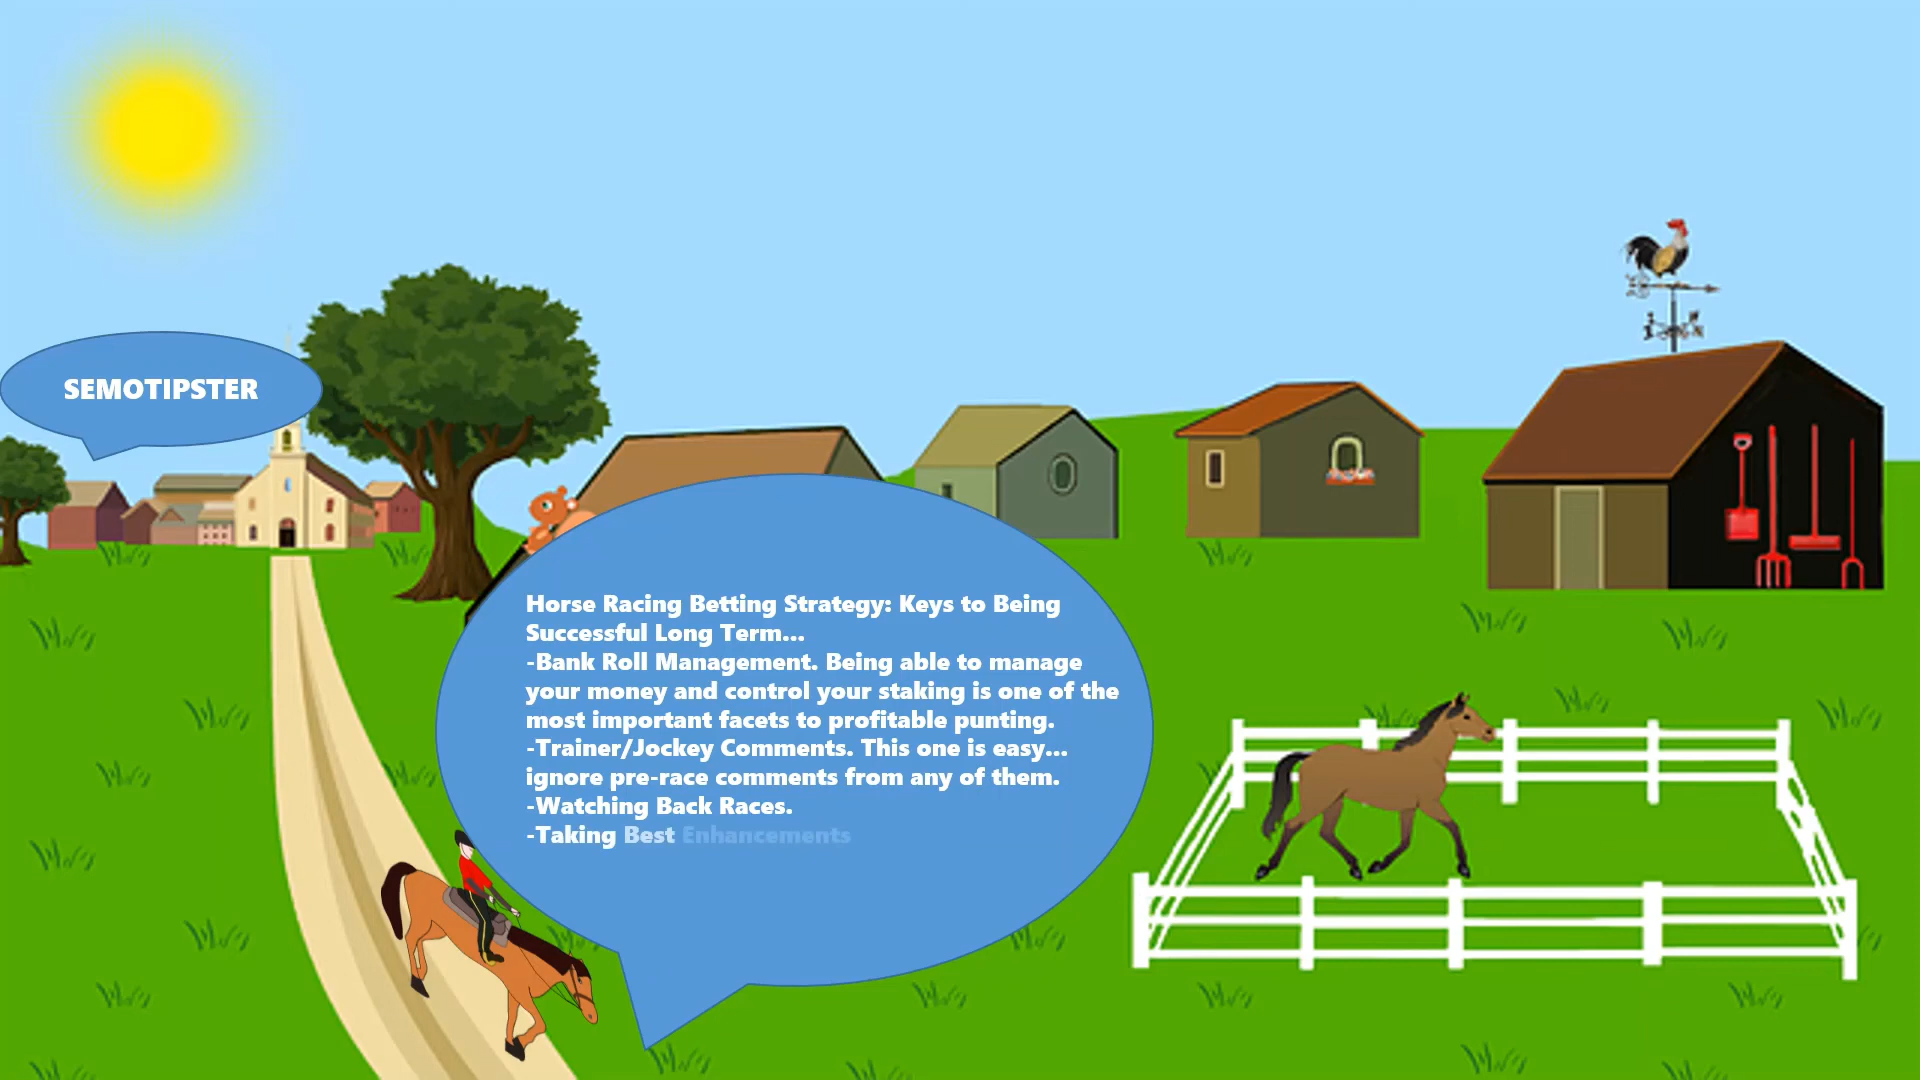 SEMOTIPSTER
Horse Racing Betting Strategy: Keys to Being
Successful Long Term...
-Bank Roll Management. Being able to manage
your money and control your staking is one of the
most important facets to profitable punting.
-Trainer/Jockey Comments. This one is easy...
ignore pre-race comments from any of them.
-Watching Back Races.
-Taking Best Enhancements